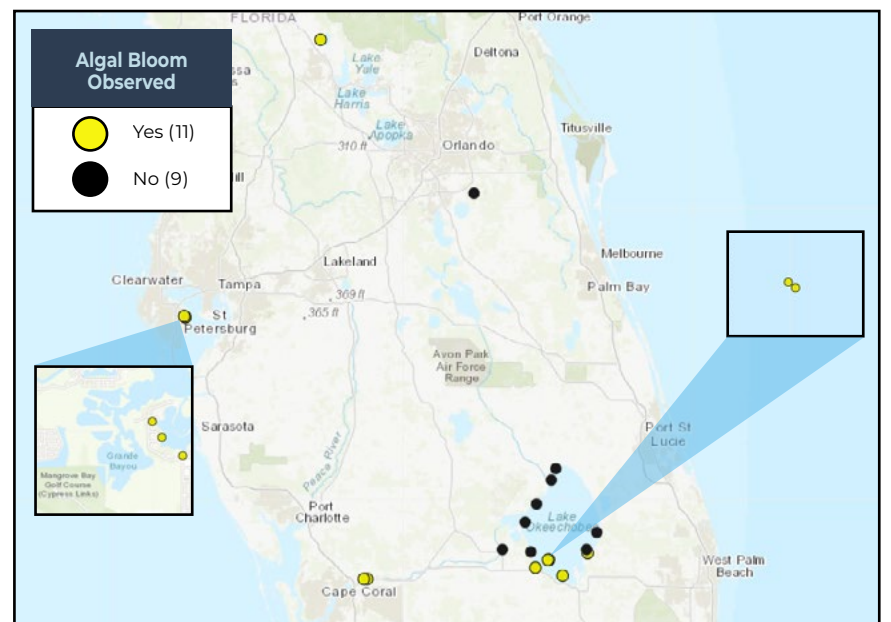 FLORIDA
Port Orange
Algal Bloom
Observed
Yes (11)
No (9)
ssa
s
ill
Lake
Yale
Lake
Harris
Lake
Apopka
Deltona
310 ft
Orlando
Titusville
Melbourne
Palm Bay
Clearwater
Tampa
Lakeland
369 ft
365 ft
St
Petersburg
Avon Park
Air Force
Range
Grande
Bayou
Mangrove Bay
Golf Course
(Cypress Links)
Sarasota
Peace River
Port St
Lucie
Port
Charlotte
Lake
Okeechobe
West Palm
Beach
Cape Coral